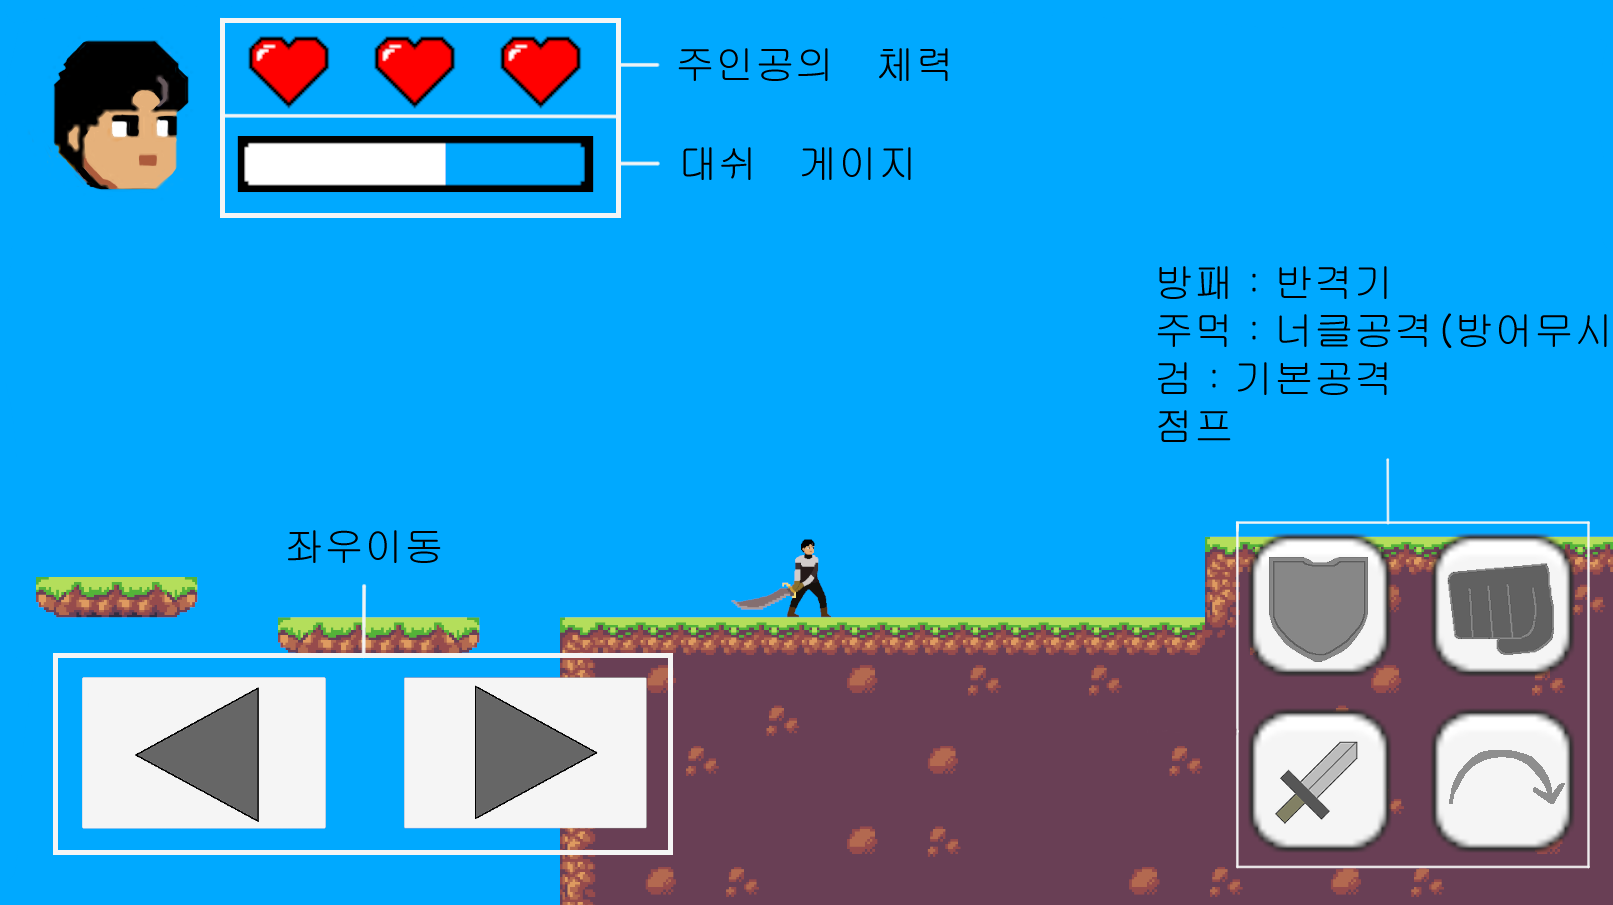 주인공의 체력
대쉬 게이지
방패 : 반격기
주먹 : 너클공격(방어무시
검 : 기본공격
점프
좌우이동